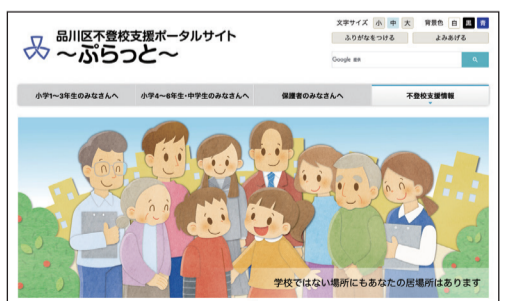 品川区不登校支援ポータルサイト
～ぷらっと～
文字サイズ 小 中 大 背景色 白 黒 青
ふりがなをつける よみあげる
Google 提供
小学1～3年生のみなさんへ 小学4～6年生・中学生のみなさんへ 保護者のみなさんへ 不登校支援情報
学校ではない場所にもあなたの居場所はあります